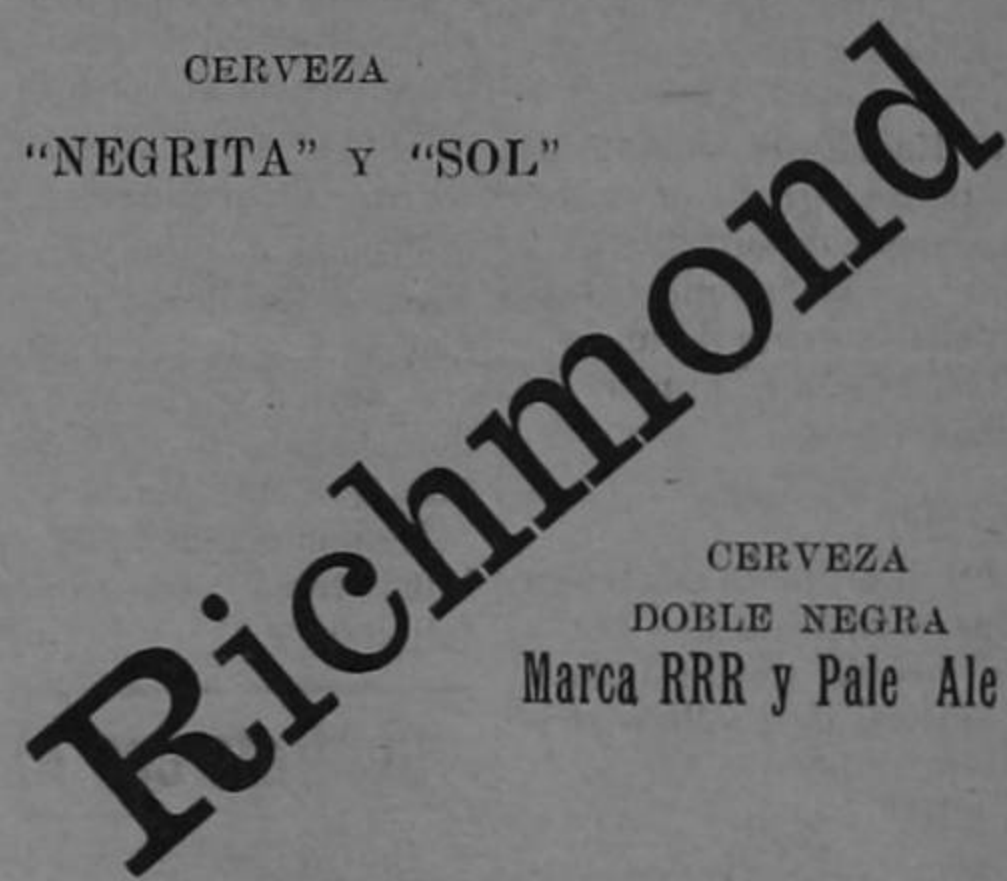 CERVEZA
“NEGRITA” Y “SOL”
Richmond
CERVEZA
DOBLE NEGRA
Marca RRR y Pale Ale